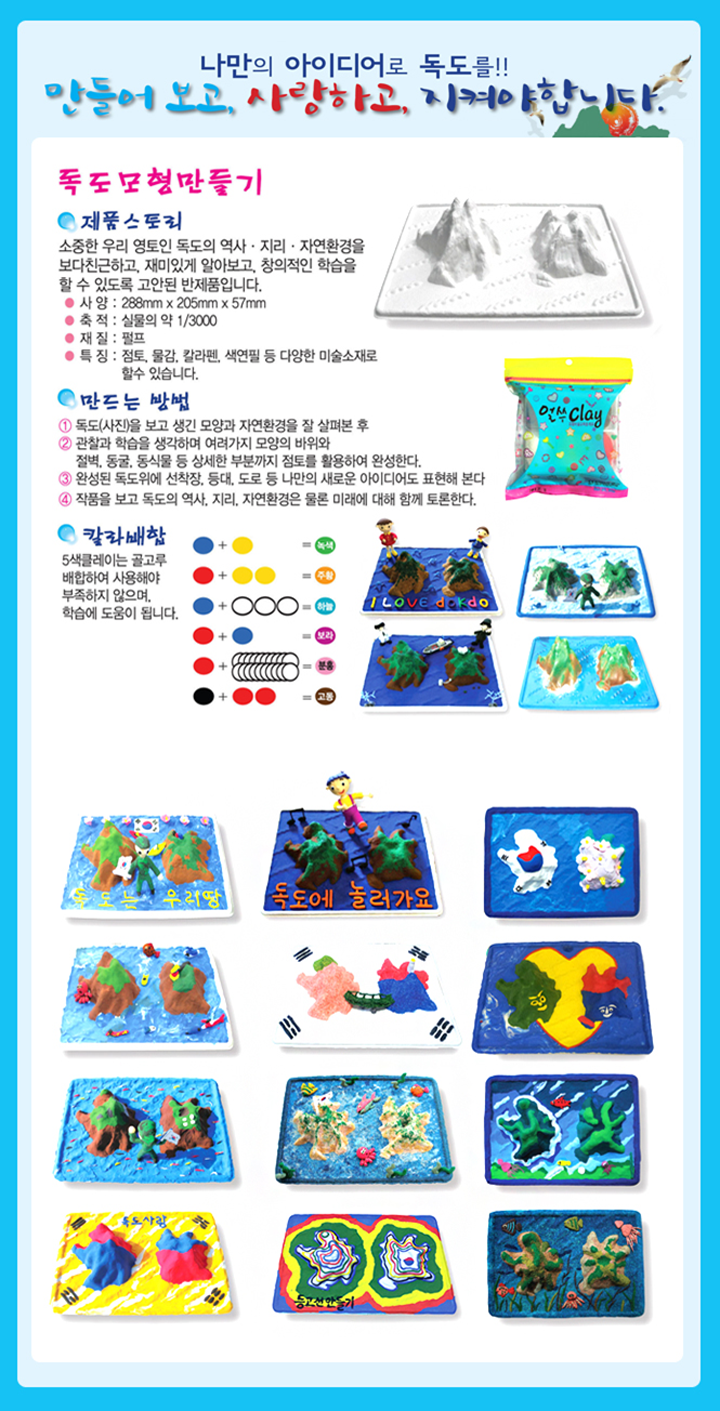 나만의 아이디어로 독도를!!
만들어 보고, 사랑하고, 지켜야합니다.
독도모형만들기
제품스토리
소중한 우리 영토인 독도의 역사 · 지리 · 자연환경을
보다친근하고, 재미있게 알아보고, 창의적인 학습을
할 수 있도록 고안된 반제품입니다.
● 사 양 : 288mm x 205mm x 57mm
● 축 적 : 실물의 약 1/3000
● 재 질 : 펄프
● 특 징 : 점토, 물감, 칼라펜, 색연필 등 다양한 미술소재로
할수 있습니다.
얼쑤Clay
만드는 방법
① 독도(사진)을 보고 생긴 모양과 자연환경을 잘 살펴본 후
② 관찰과 학습을 생각하며 여려가지 모양의 바위와
절벽, 동굴, 동식물 등 상세한 부분까지 점토를 활용하여 완성한다.
③ 완성된 독도위에 선착장, 등대, 도로 등 나만의 새로운 아이디어도 표현해 본다
④ 작품을 보고 독도의 역사, 지리, 자연환경은 물론 미래에 대해 함께 토론한다.
칼라배합
5색클레이는 골고루
배합하여 사용해야
부족하지 않으며,
학습에 도움이 됩니다.
+ = 녹색
+ = 주황
+ = 하늘
+ = 보라
+ = 분홍
+ = 고동
I LOVE dokdo
독도는 우리땅
독도에 놀러가요
독도사랑
등고선만들기